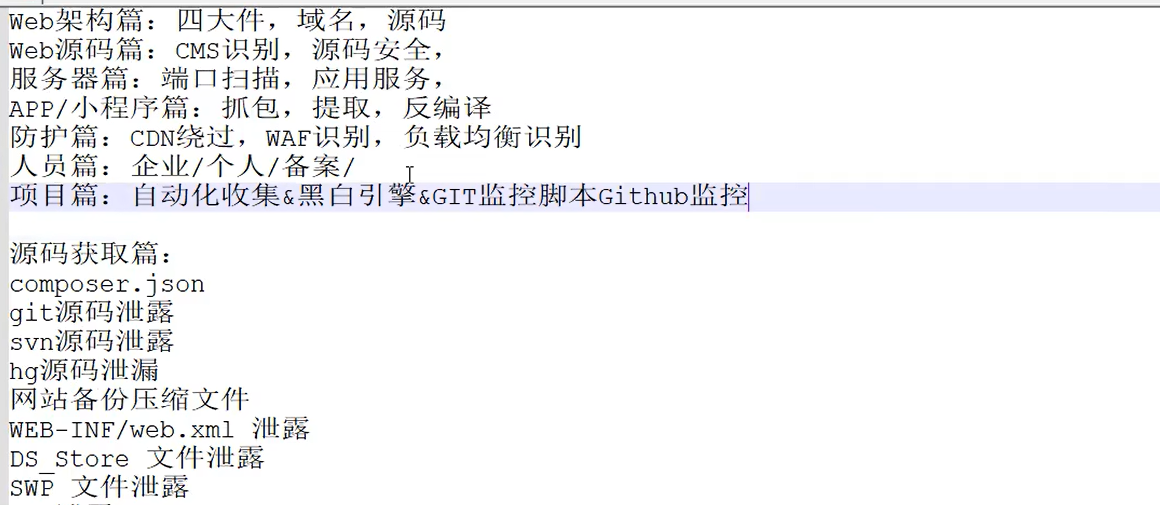 Web架构篇：四大件，域名，源码
Web源码篇：CMS识别，源码安全，
服务器篇：端口扫描，应用服务，
APP/小程序篇：抓包，提取，反编译
防护篇：CDN绕过，WAF识别，负载均衡识别
人员篇：企业/个人/备案/
项目篇：自动化收集&黑白引擎&GIT监控脚本Github监控
源码获取篇：
composer.json
git源码泄露
svn源码泄露
hg源码泄漏
网站备份压缩文件
WEB-INF/web.xml 泄露
DS_Store 文件泄露
SWP 文件泄露